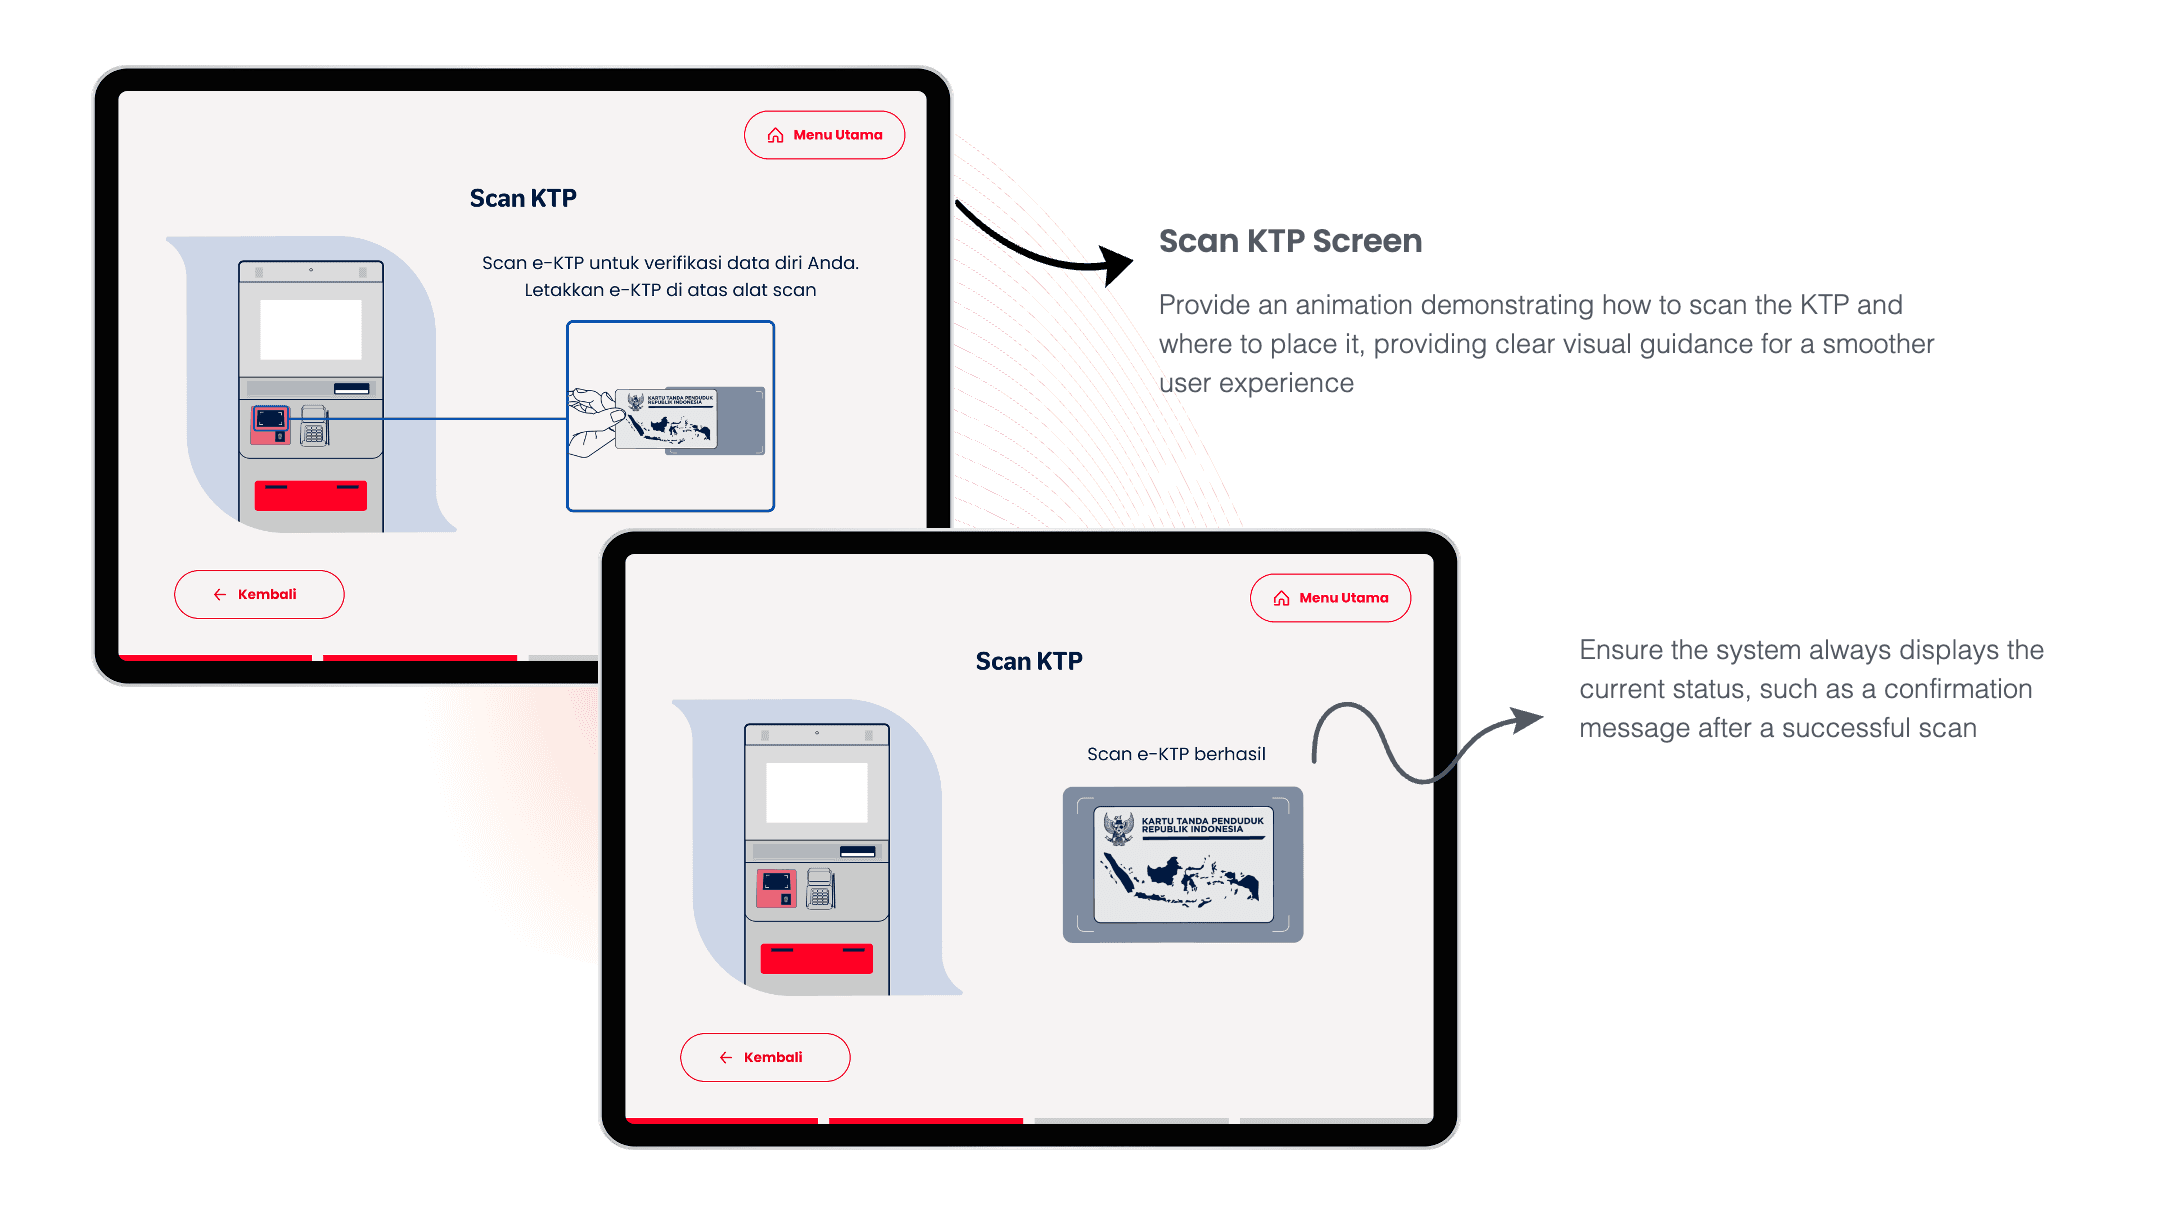 Menu Utama
Scan KTP
Scan e-KTP untuk verifikasi data diri Anda.
Letakkan e-KTP di atas alat scan
KARTU TANDA PENDUDUK
REPUBLIK INDONESIA
Kembali
Scan KTP Screen
Provide an animation demonstrating how to scan the KTP and
where to place it, providing clear visual guidance for a smoother
user experience
Menu Utama
Scan KTP
Scan e-KTP berhasil
KARTU TANDA PENDUDUK
REPUBLIK INDONESIA
Kembali
Ensure the system always displays the
current status, such as a confirmation
message after a successful scan